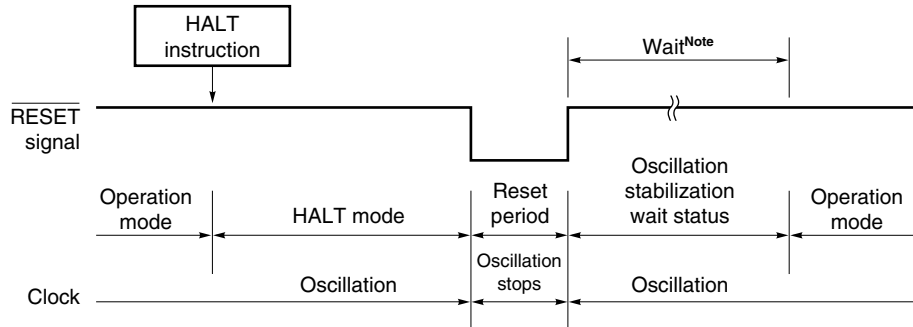 HALT
instruction
Wait
Note
RESET
signal
Operation
mode
HALT mode
Reset
period
Oscillation
stabilization
wait status
Operation
mode
Clock
Oscillation
Oscillation
stops
Oscillation